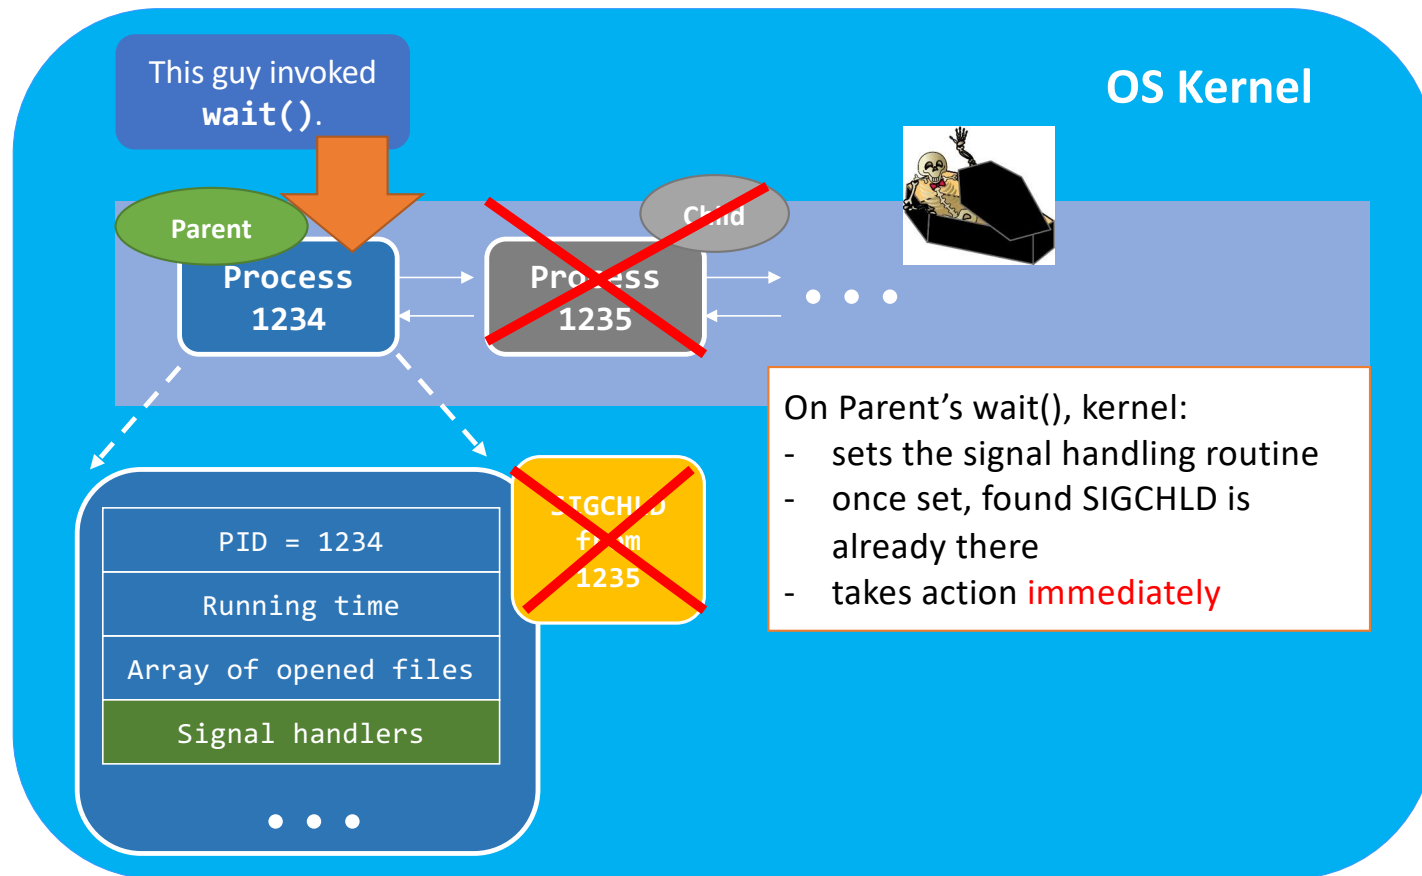 This guy invoked
wait().
OS Kernel
Parent
Child
Process
1234
Process
1235
On Parent’s wait(), kernel:
- sets the signal handling routine
- once set, found SIGCHLD is
already there
- takes action immediately
SIGCHLD
from
1235
PID = 1234
Running time
Array of opened files
Signal handlers